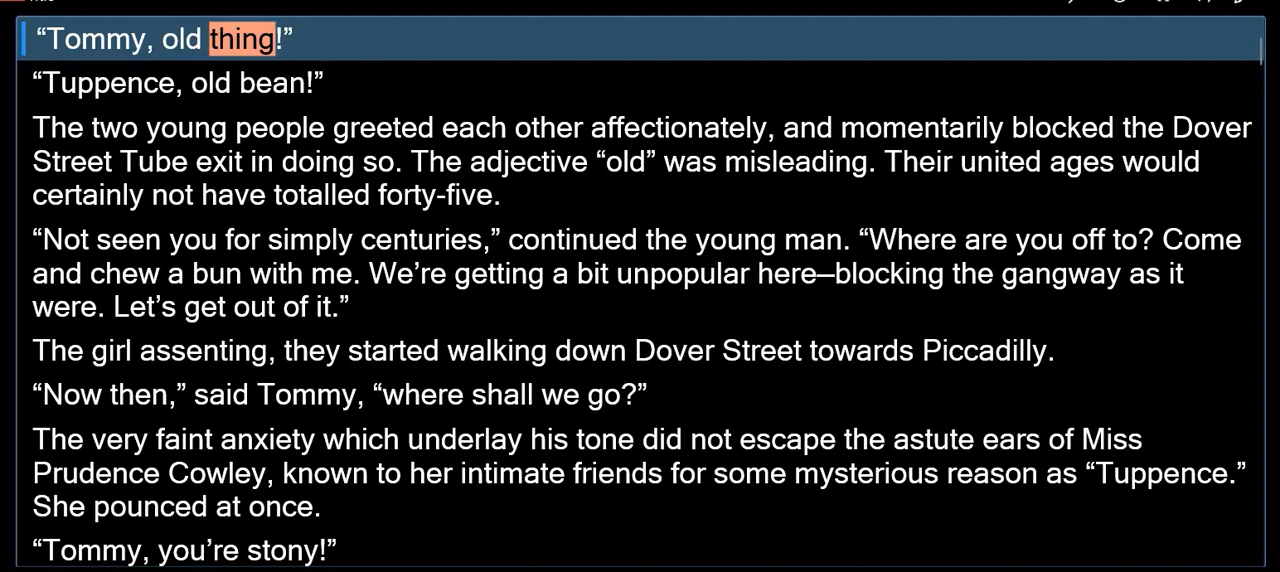 “Tommy, old thing!”
“Tuppence, old bean!”
The two young people greeted each other affectionately, and momentarily blocked the Dover
Street Tube exit in doing so. The adjective “old” was misleading. Their united ages would
certainly not have totalled forty-five.
“Not seen you for simply centuries,” continued the young man. “Where are you off to? Come
and chew a bun with me. We’re getting a bit unpopular here—blocking the gangway as it
were. Let’s get out of it.”
The girl assenting, they started walking down Dover Street towards Piccadilly.
“Now then,” said Tommy, “where shall we go?”
The very faint anxiety which underlay his tone did not escape the astute ears of Miss
Prudence Cowley, known to her intimate friends for some mysterious reason as “Tuppence.”
She pounced at once.
“Tommy, you’re stony!”